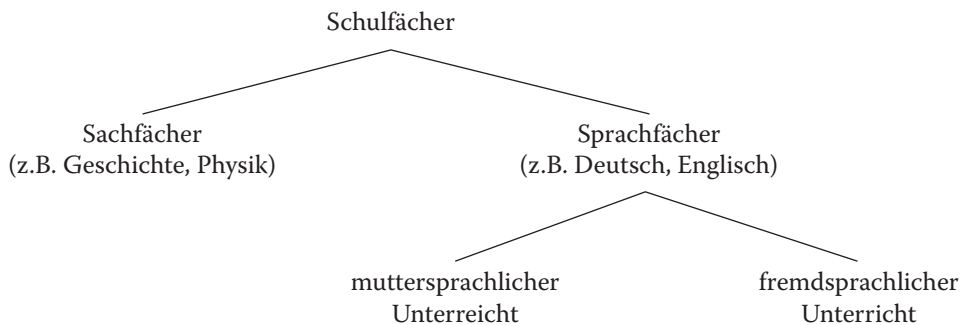 Schulfächer
Sachfächer
(z.B. Geschichte, Physik)
Sprachfächer
(z.B. Deutsch, Englisch)
muttersprachlicher
Unterreicht
fremdsprachlicher
Unterricht